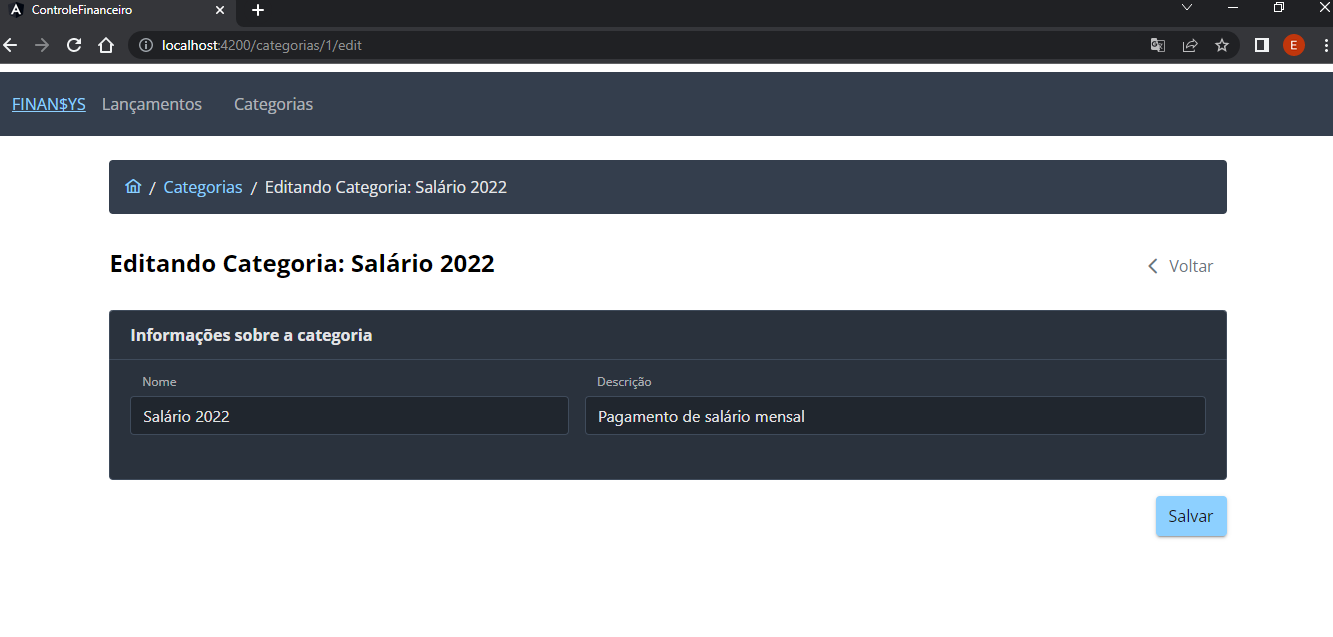 ControleFinanceiro
localhost:4200/categorias/1/edit
E
FINAN$YS Lançamentos Categorias
/ Categorias / Editando Categoria: Salário 2022
Editando Categoria: Salário 2022
Voltar
Informações sobre a categoria
Nome Descrição
Salário 2022 Pagamento de salário mensal
Salvar